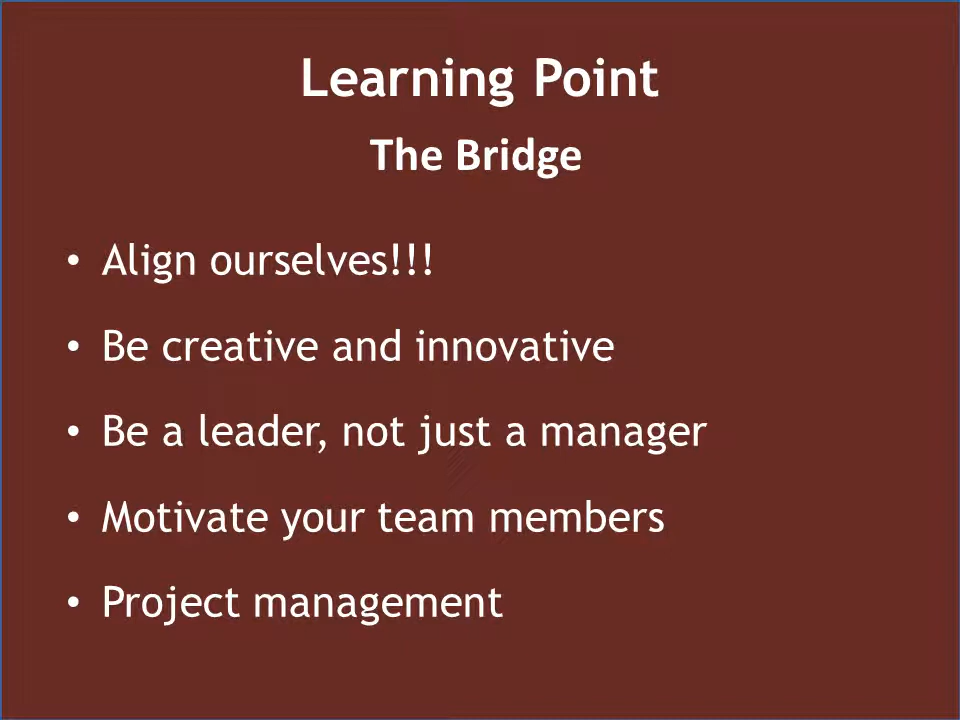 Learning Point
The Bridge
• Align ourselves!!!
• Be creative and innovative
• Be a leader, not just a manager
• Motivate your team members
• Project management